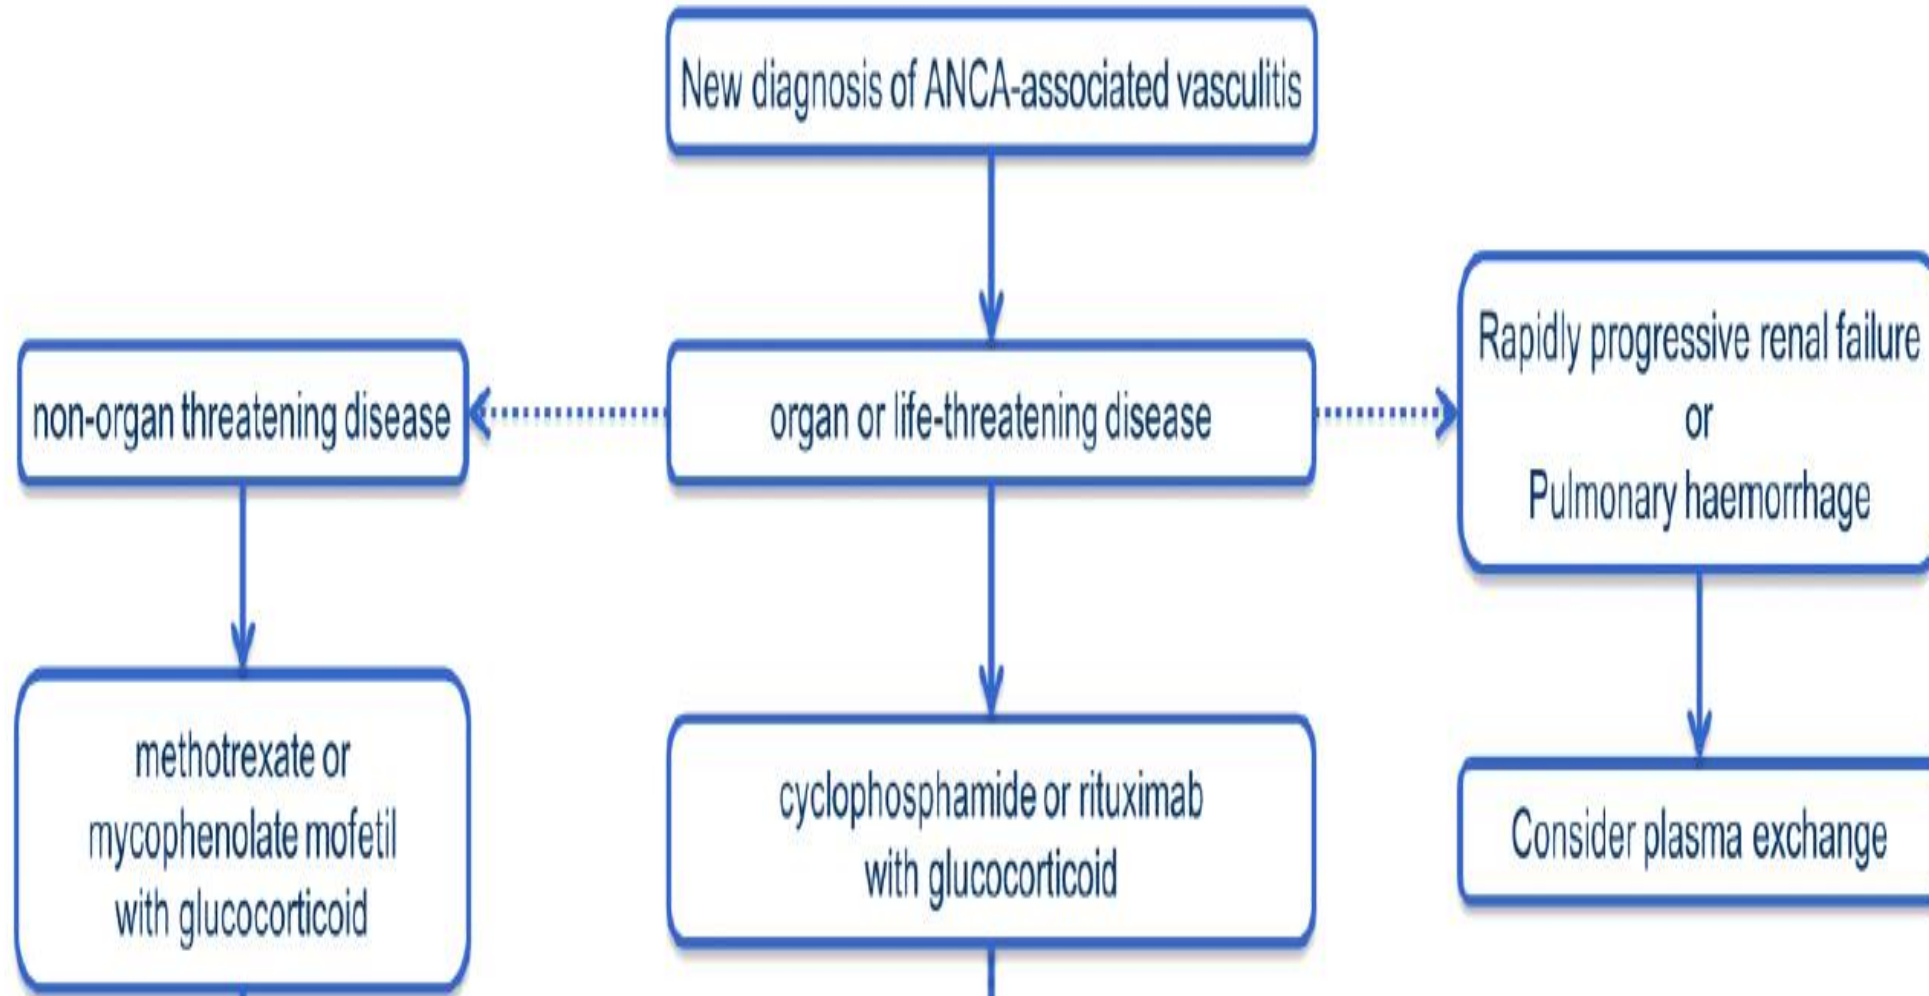 New diagnosis of ANCA-associated vasculitis
non-organ threatening disease
organ or life-threatening disease
Rapidly progressive renal failure
or
Pulmonary haemorrhage
methotrexate or
mycophenolate mofetil
with glucocorticoid
cyclophosphamide or rituximab
with glucocorticoid
Consider plasma exchange